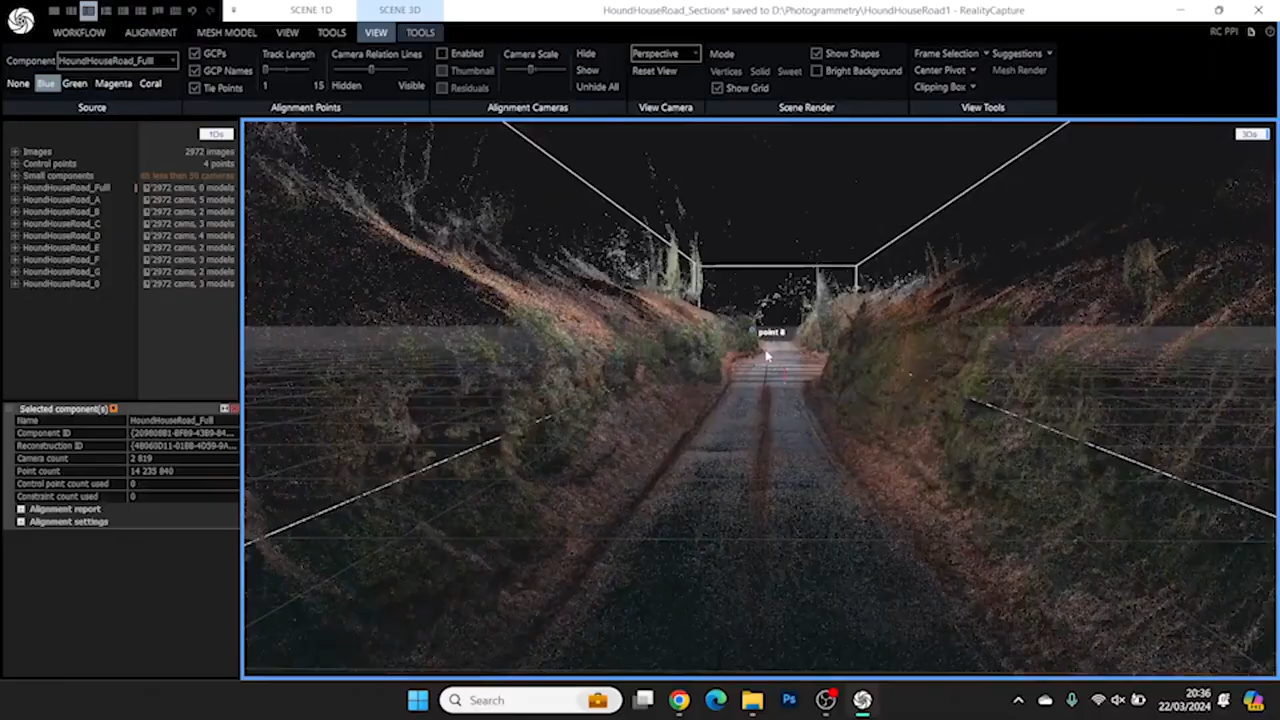 SCENE 1D
SCENE 3D
HoundHouseRoad_Sections* saved to D:\Photogrammetry\HoundHouseRoad1 - RealityCapture
WORKFLOW
ALIGNMENT
MESH MODEL
VIEW
TOOLS
VIEW
TOOLS
RC PPI
Component HoundHouseRoad_Full
None Blue Green Magenta Coral
Source
GCPs
GCP Names
Tie Points
Track Length
1 15
Camera Relation Lines
Hidden Visible
Alignment Points
Enabled
Thumbnail
Residuals
Camera Scale
Hide
Show
Unhide All
Alignment Cameras
Perspective
Reset View
View Camera
Mode
Vertices Solid Sweet
Show Grid
Show Shapes
Bright Background
Scene Render
Frame Selection
Center Pivot
Clipping Box
Suggestions
Mesh Render
View Tools
1Ds
3Ds
Images 2972 images
Control points 4 points
Small components less than 50 cameras
HoundHouseRoad_Full 2972 cams, 0 models
HoundHouseRoad_A 2972 cams, 5 models
HoundHouseRoad_B 2972 cams, 2 models
HoundHouseRoad_C 2972 cams, 3 models
HoundHouseRoad_D 2972 cams, 4 models
HoundHouseRoad_E 2972 cams, 2 models
HoundHouseRoad_F 2972 cams, 3 models
HoundHouseRoad_G 2972 cams, 2 models
HoundHouseRoad_0 2972 cams, 3 models
point 8
Selected component(s)
Name HoundHouseRoad_Full
Component ID
Reconstruction ID
Camera count 2 819
Point count 14 235 840
Control point count used 0
Constraint count used 0
Alignment report
Alignment settings
Search
20:36
22/03/2024